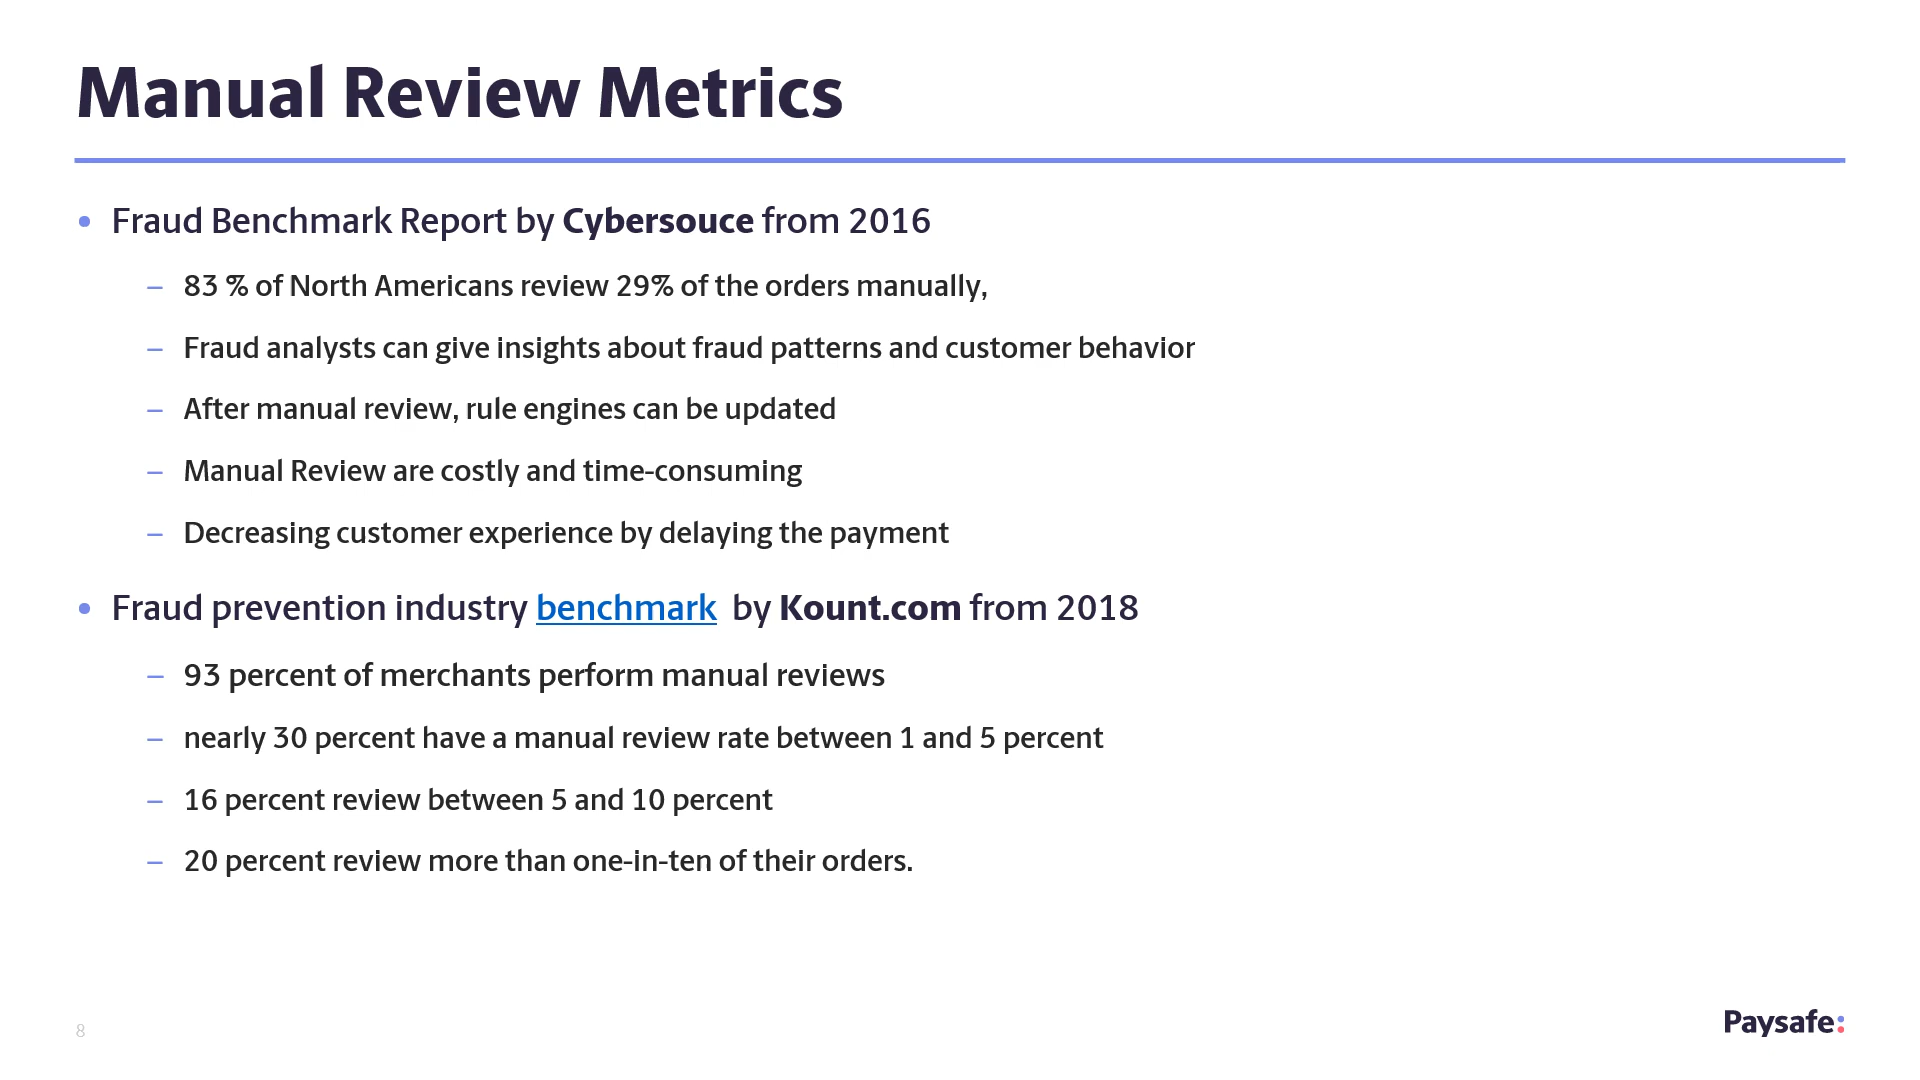 Manual Review Metrics
• Fraud Benchmark Report by Cybersouce from 2016
– 83 % of North Americans review 29% of the orders manually,
– Fraud analysts can give insights about fraud patterns and customer behavior
– After manual review, rule engines can be updated
– Manual Review are costly and time-consuming
– Decreasing customer experience by delaying the payment
• Fraud prevention industry benchmark by Kount.com from 2018
– 93 percent of merchants perform manual reviews
– nearly 30 percent have a manual review rate between 1 and 5 percent
– 16 percent review between 5 and 10 percent
– 20 percent review more than one-in-ten of their orders.
8
Paysafe: